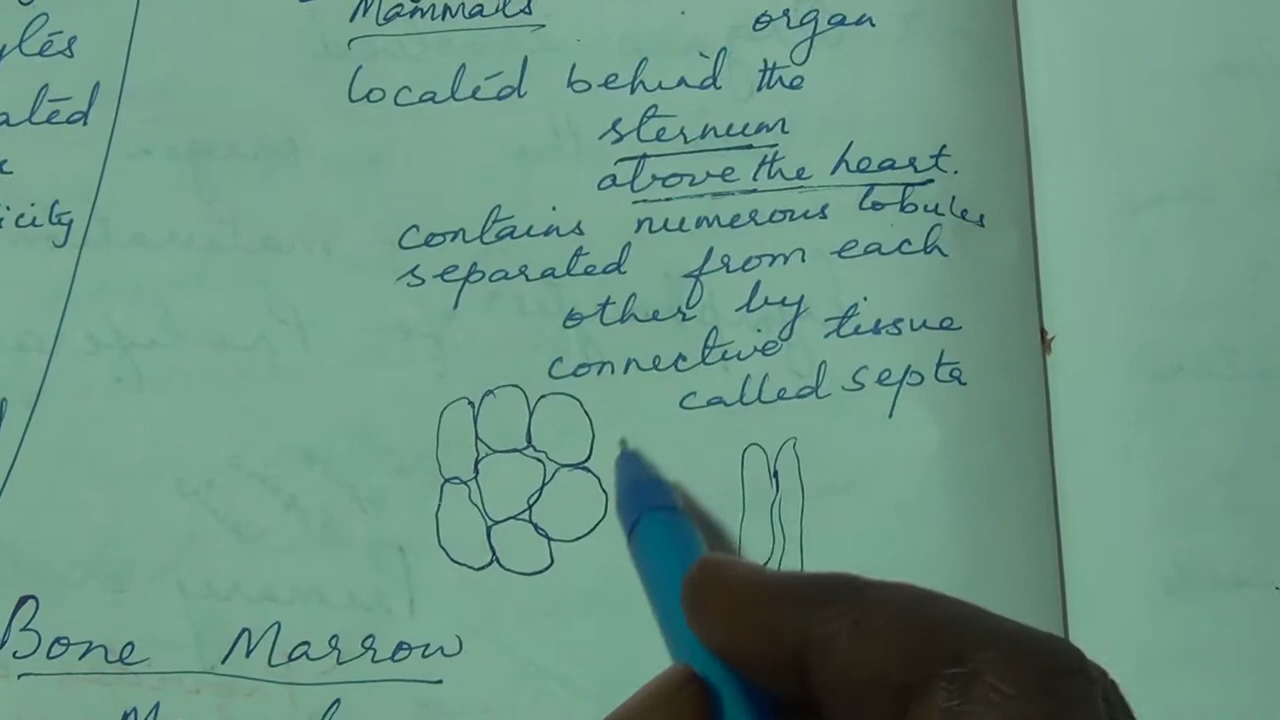 Mammals
organ
located behind the
sternum
above the heart.
contains numerous lobules
separated from each
other by
connective tissue
called septa
Bone Marrow